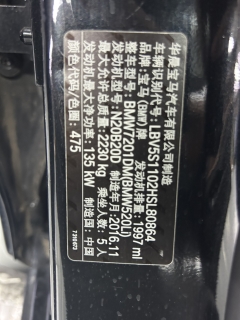 华晨宝马汽车有限公司制造
车辆识别代号:LBV5S1102HSL80864
品牌:宝马(BMW)牌 发动机排量:1997 ml
整车型号:BMW7200DM(BMW520Li)
发动机型号:N20B20D 制造年月:2016.11
最大允许总质量:2230 kg 乘坐人数:5 人
发动机最大净功率:135 kW 制造国:中国
颜色:475